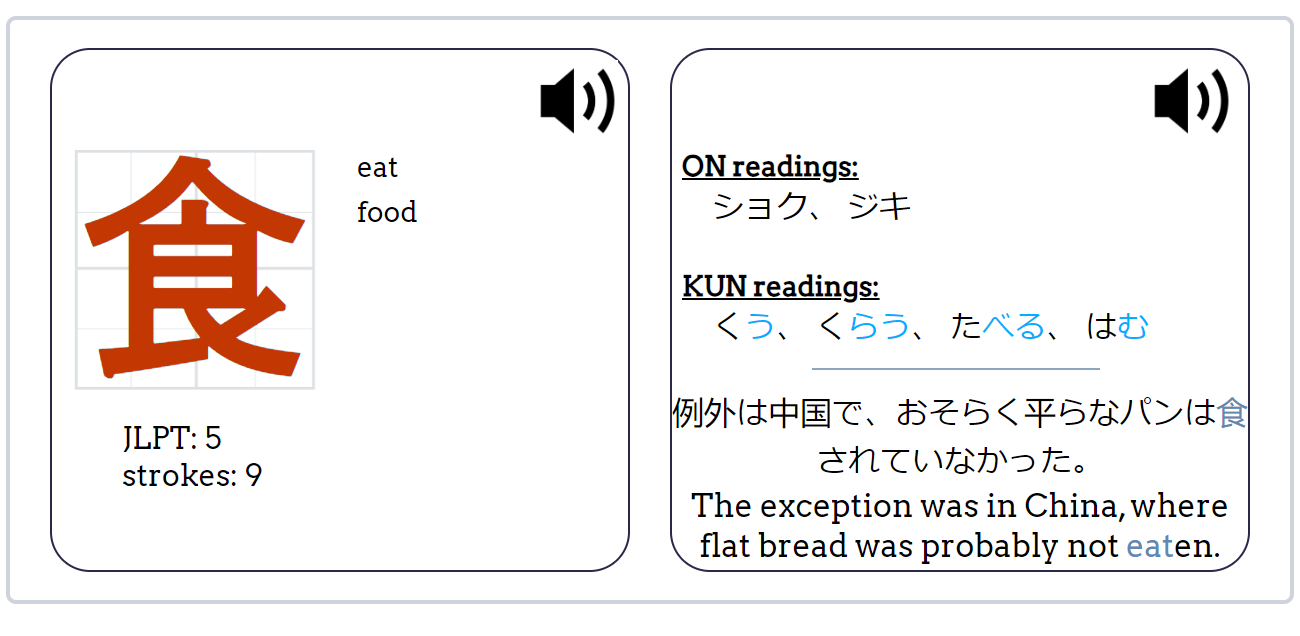 食
eat
food
JLPT: 5
strokes: 9
ON readings:
ショク、 ジキ
KUN readings:
くう、 くらう、 たべる、 はむ
例外は中国で、おそらく平らなパンは食
されていなかった。
The exception was in China, where
flat bread was probably not eaten.